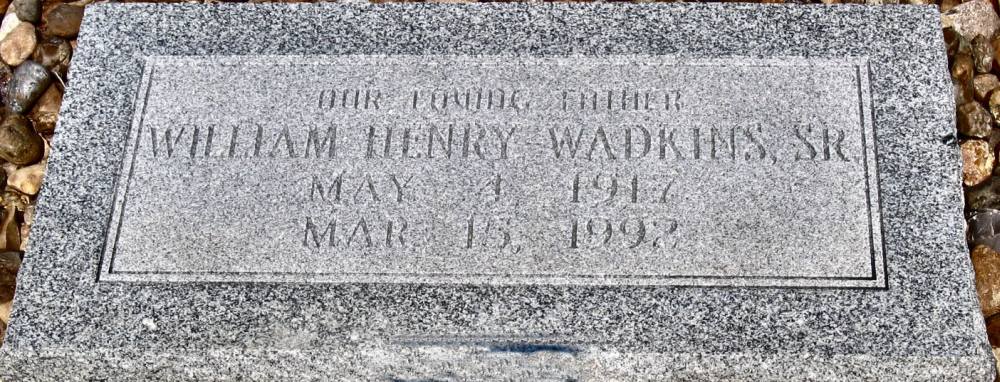 OUR LOVING FATHER
WILLIAM HENRY WADKINS, SR.
MAY 4, 1917
MAR. 15, 1992